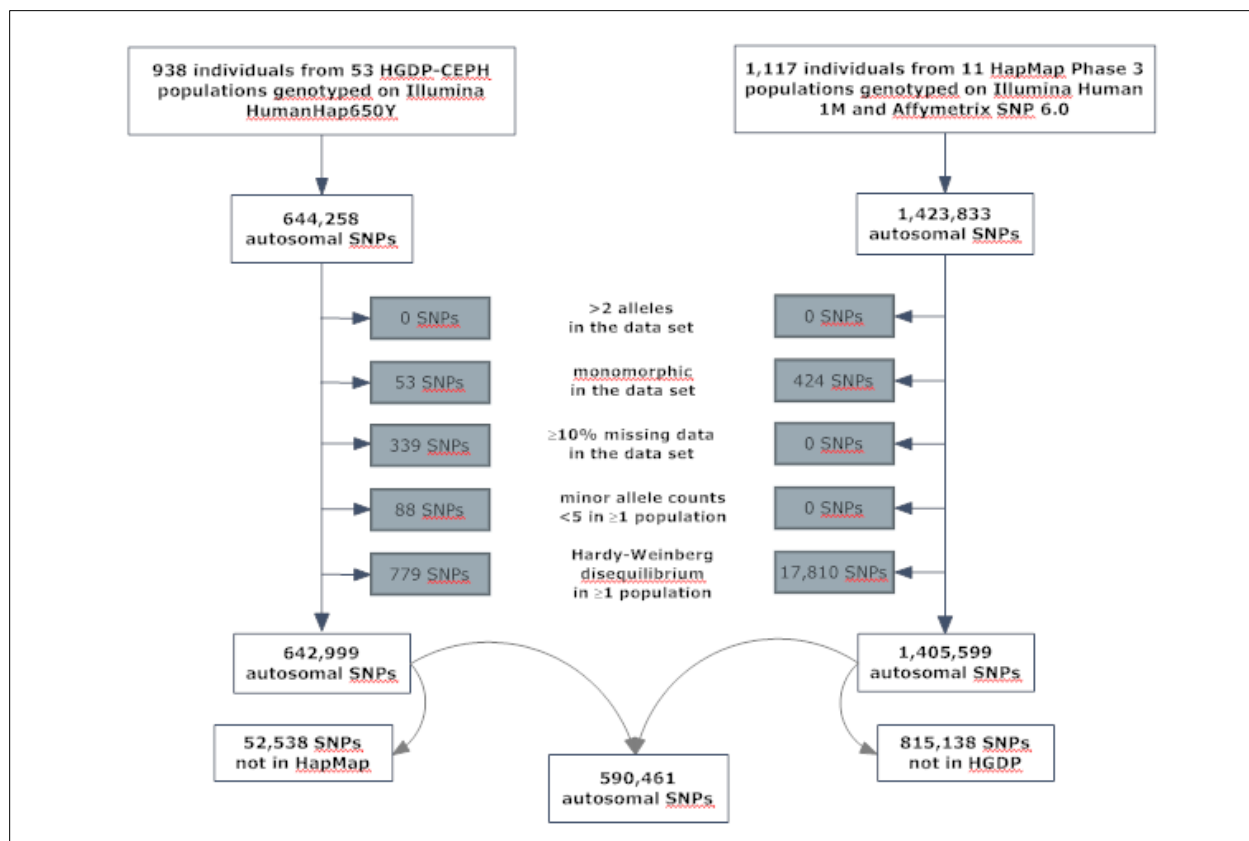 938 individuals from 53 HGDP-CEPH
populations genotyped on Illumina
HumanHap650Y
1,117 individuals from 11 HapMap Phase 3
populations genotyped on Illumina Human
1M and Affymetrix SNP 6.0
644,258
autosomal SNPs
1,423,833
autosomal SNPs
0 SNPs
>2 alleles
in the data set
0 SNPs
53 SNPs
monomorphic
in the data set
424 SNPs
339 SNPs
≥10% missing data
in the data set
0 SNPs
88 SNPs
minor allele counts
<5 in ≥1 population
0 SNPs
779 SNPs
Hardy-Weinberg
disequilibrium
in ≥1 population
17,810 SNPs
642,999
autosomal SNPs
1,405,599
autosomal SNPs
52,538 SNPs
not in HapMap
590,461
autosomal SNPs
815,138 SNPs
not in HGDP